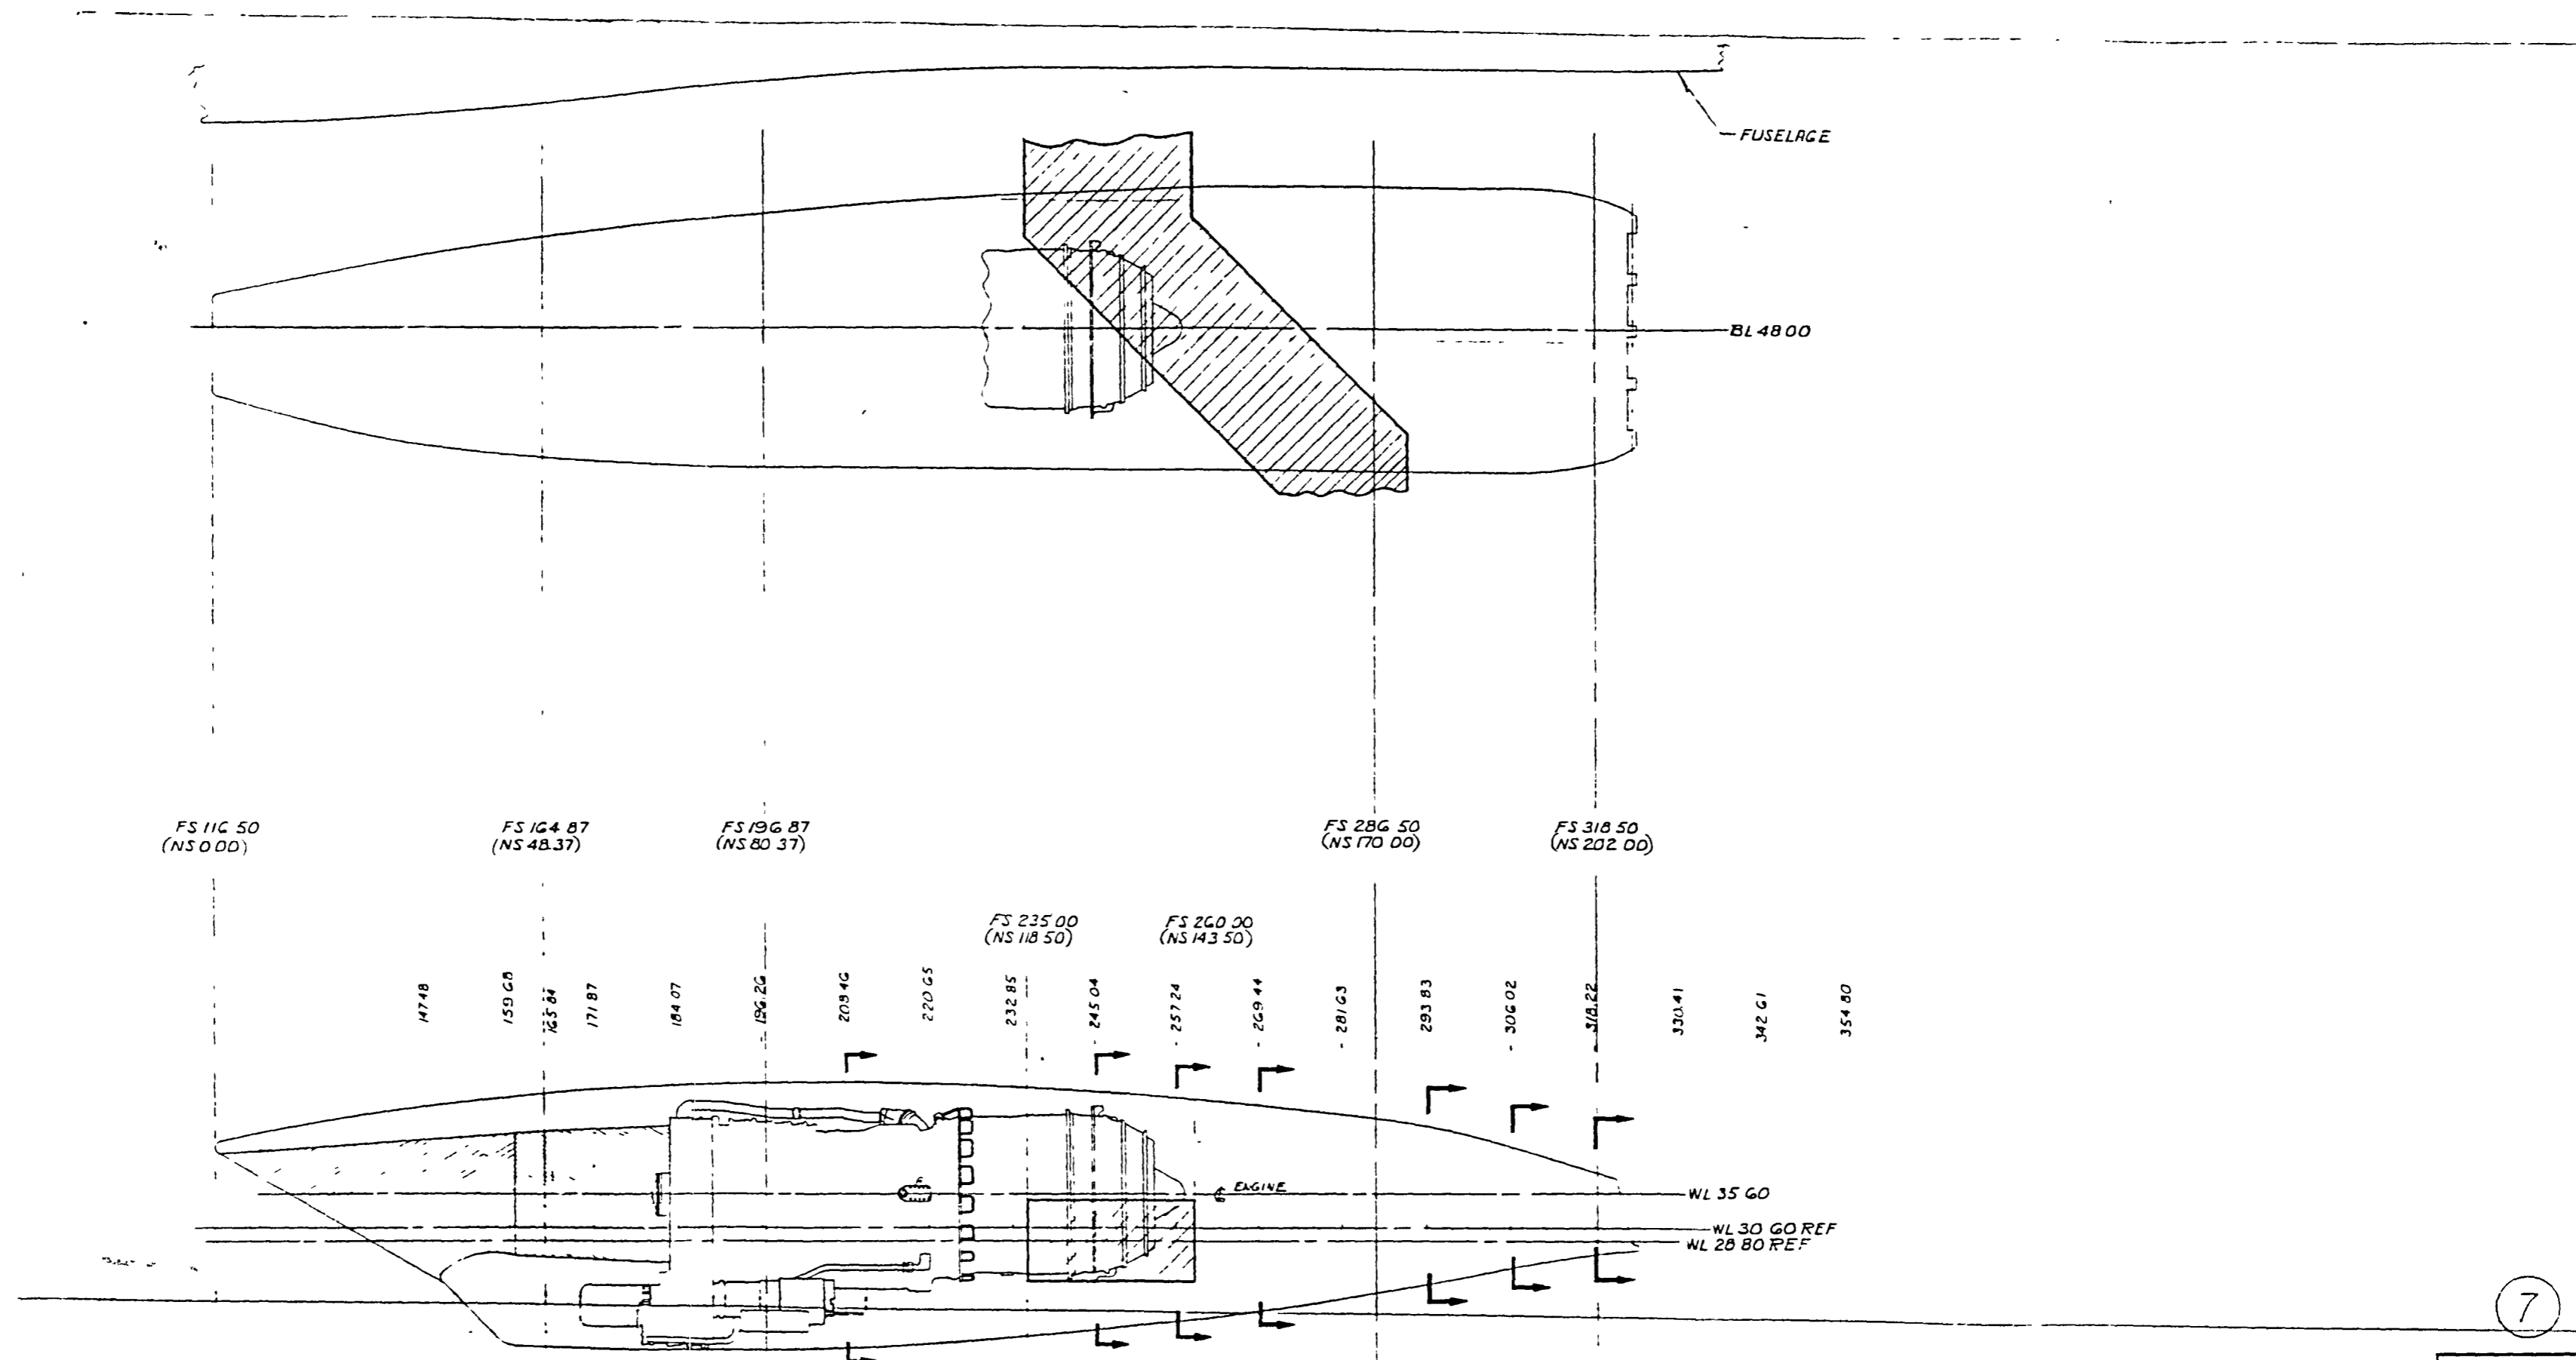 FUSELAGE
BL 48 00
FS 116 50
(NS 0 00)
FS 164 87
(NS 48.37)
FS 196 87
(NS 80 37)
FS 286 50
(NS 170 00)
FS 318 50
(NS 202 00)
FS 235 00
(NS 118 50)
FS 260 00
(NS 143 50)
147 48
159 68
165 84
171 87
184 07
196.26
208 46
220 65
232 85
245 04
257 24
269 44
281 63
293 83
306 02
318.22
330.41
342 61
354 80
ENGINE
WL 35 60
WL 30 60 REF
WL 28 80 REF
7